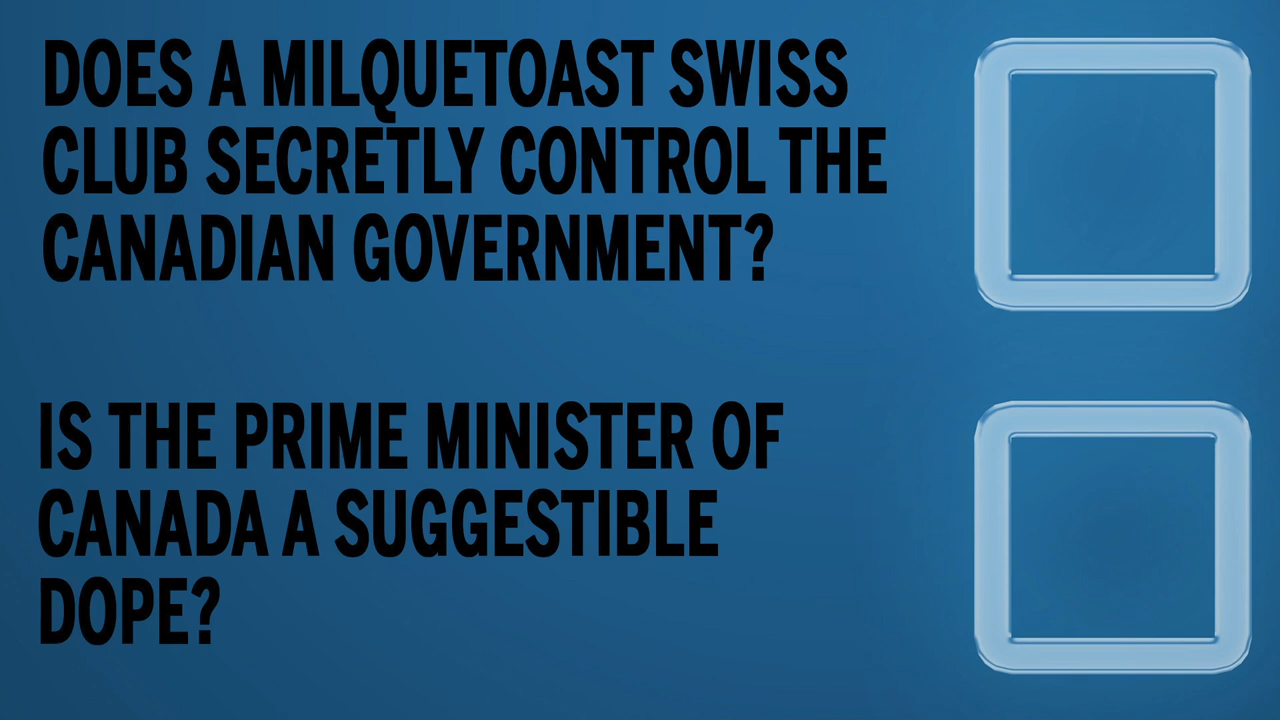 DOES A MILQUETOAST SWISS
CLUB SECRETLY CONTROL THE
CANADIAN GOVERNMENT?
IS THE PRIME MINISTER OF
CANADA A SUGGESTIBLE
DOPE?